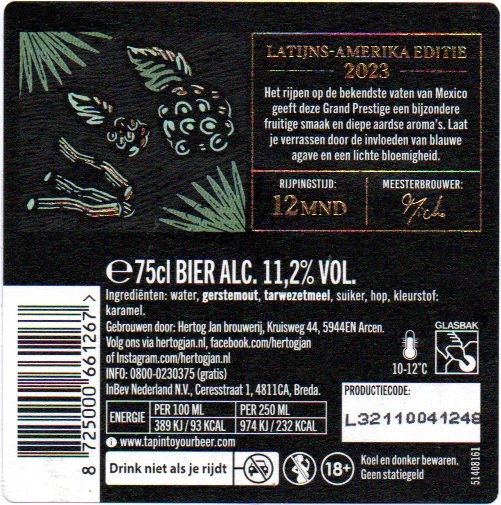 LATIJNS-AMERIKA EDITIE
2023
Het rijpen op de bekendste vaten van Mexico
geeft deze Grand Prestige een bijzondere
fruitige smaak en diepe aardse aroma's. Laat
je verrassen door de invloeden van blauwe
agave en een lichte bloemigheid.
RIJPINGSTIJD:
12MND
MEESTERBROUWER:
℮75cl BIER ALC. 11,2% VOL.
Ingrediënten: water, gerstemout, tarwezetmeel, suiker, hop, kleurstof:
karamel.
Gebrouwen door: Hertog Jan brouwerij, Kruisweg 44, 5944EN Arcen.
Volg ons via hertogjan.nl, facebook.com/hertogjan
of Instagram.com/hertogjan
INFO: 0800-0230375 (gratis)
InBev Nederland N.V., Ceresstraat 1, 4811CA, Breda.
ENERGIE PER 100 ML PER 250 ML
389 KJ / 93 KCAL 974 KJ / 232 KCAL
www.tapintoyourbeer.com
GLASBAK
10-12°C
PRODUCTIECODE:
L32110041248
Drink niet als je rijdt
18+
Koel en donker bewaren.
Geen statiegeld
51408161
8 725000 661267 >